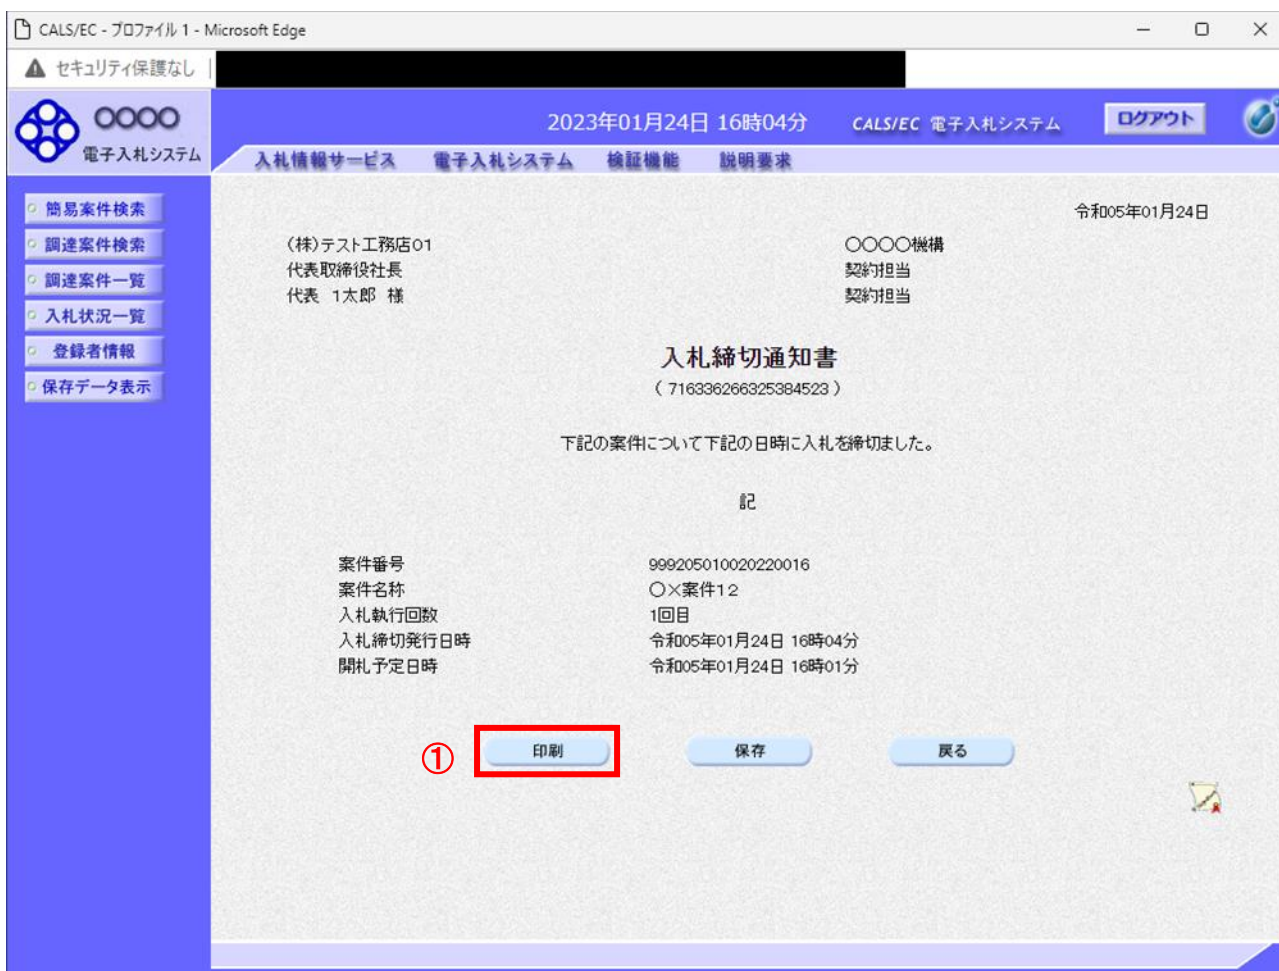 CALS/EC - プロファイル 1 - Microsoft Edge
セキュリティ保護なし
〇〇〇〇
電子入札システム
2023年01月24日 16時04分
CALS/EC 電子入札システム
ログアウト
入札情報サービス 電子入札システム 検証機能 説明要求
簡易案件検索
調達案件検索
調達案件一覧
入札状況一覧
登録者情報
保存データ表示
令和05年01月24日
(株)テスト工務店01
代表取締役社長
代表 1太郎 様
〇〇〇〇機構
契約担当
契約担当
入札締切通知書
( 716336266325384523 )
下記の案件について下記の日時に入札を締切ました。
記
案件番号 999205010020220016
案件名称 〇×案件12
入札執行回数 1回目
入札締切発行日時 令和05年01月24日 16時04分
開札予定日時 令和05年01月24日 16時01分
① 印刷 保存 戻る